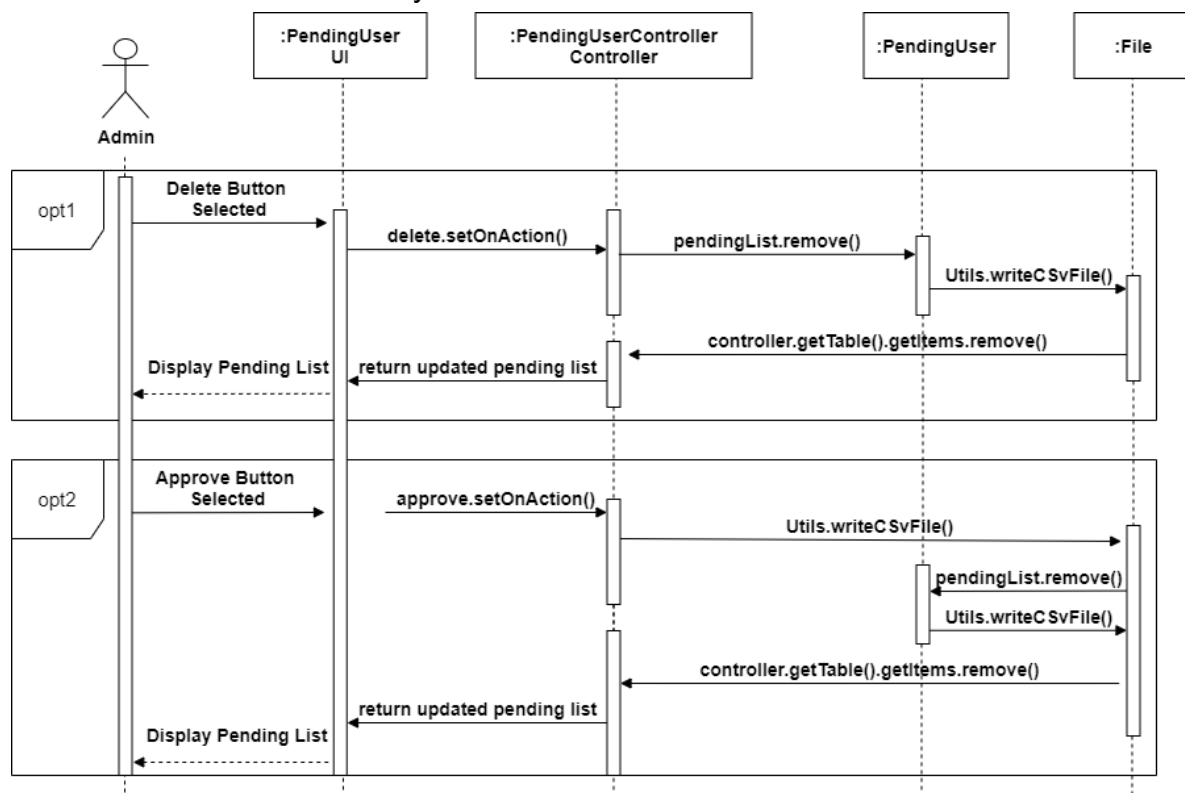 :PendingUser
UI
:PendingUserController
Controller
:PendingUser
:File
Admin
opt1
Delete Button
Selected
delete.setOnAction()
pendingList.remove()
Utils.writeCSvFile()
controller.getTable().getItems.remove()
return updated pending list
Display Pending List
opt2
Approve Button
Selected
approve.setOnAction()
Utils.writeCSvFile()
pendingList.remove()
Utils.writeCSvFile()
controller.getTable().getItems.remove()
return updated pending list
Display Pending List